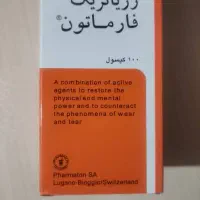 ژریاتریک
فارماتون®
۱۰۰ کپسول
A combination of active
agents to restore the
physical and mental
power and to counteract
the phenomena of wear
and tear
Pharmaton SA
Lugano-Bioggio/Switzerland